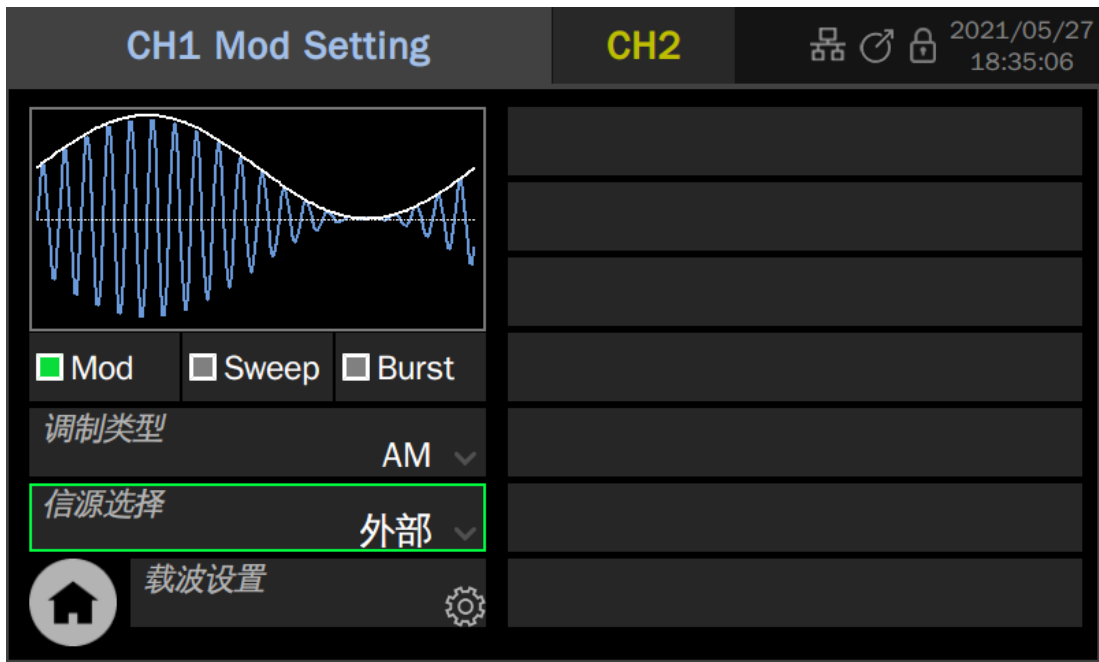 CH1 Mod Setting
CH2
2021/05/27
18:35:06
Mod
Sweep
Burst
调制类型
AM
信源选择
外部
载波设置